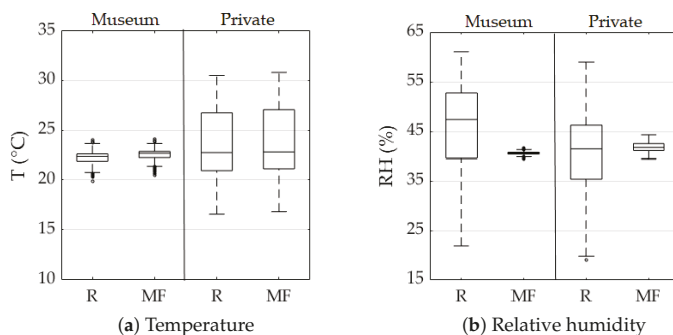 Museum Private
35
30
25
20
15
10
T (°C)
R MF R MF
(a) Temperature
Museum Private
65
55
45
35
25
15
RH (%)
R MF R MF
(b) Relative humidity